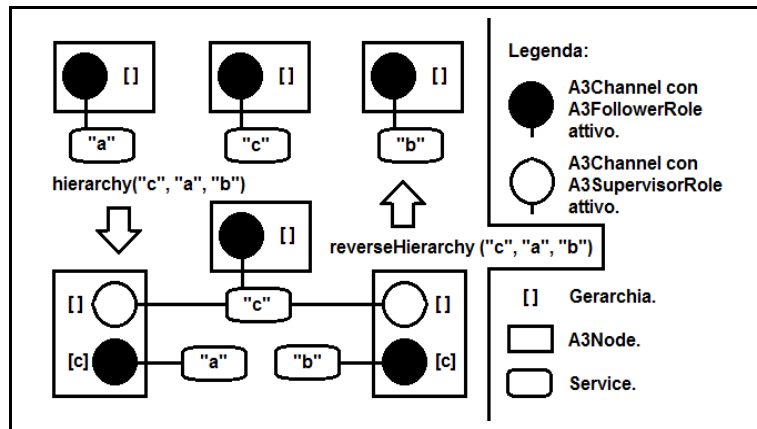 [ ]
[ ]
[ ]
"a"
"c"
"b"
hierarchy("c", "a", "b")
[ ]
reverseHierarchy ("c", "a", "b")
[ ]
"c"
[ ]
[c]
"a"
"b"
[c]
Legenda:
A3Channel con
A3FollowerRole
attivo.
A3Channel con
A3SupervisorRole
attivo.
[ ] Gerarchia.
A3Node.
Service.